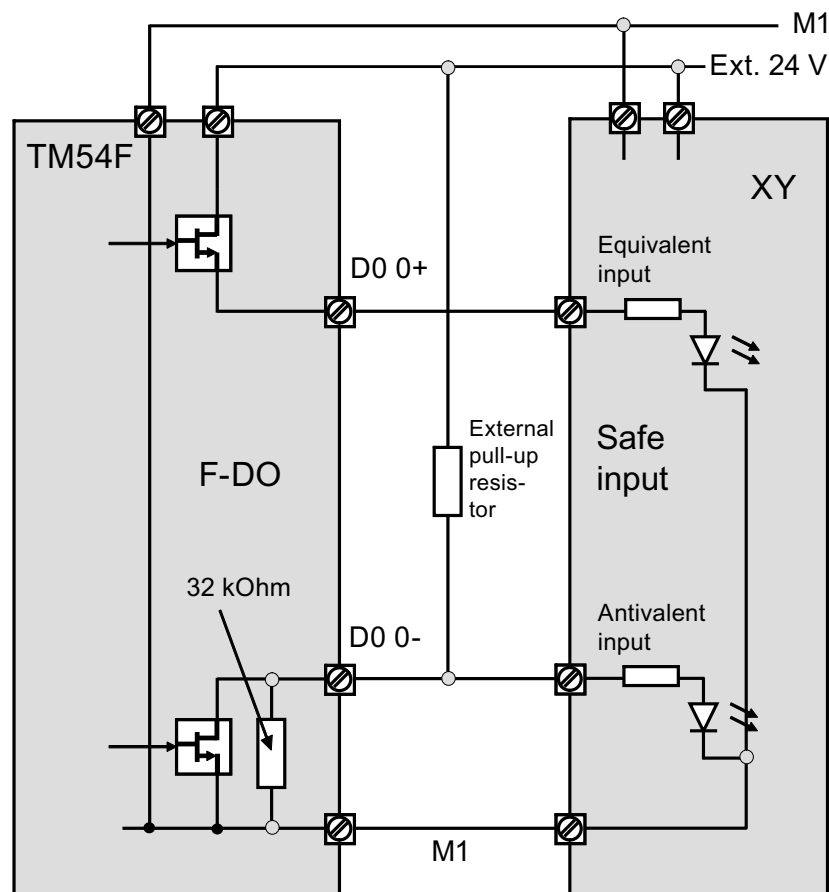 M1
Ext. 24 V
TM54F
XY
Equivalent
input
D0 0+
External
pull-up
resis-
tor
Safe
input
F-DO
32 kOhm
D0 0-
Antivalent
input
M1